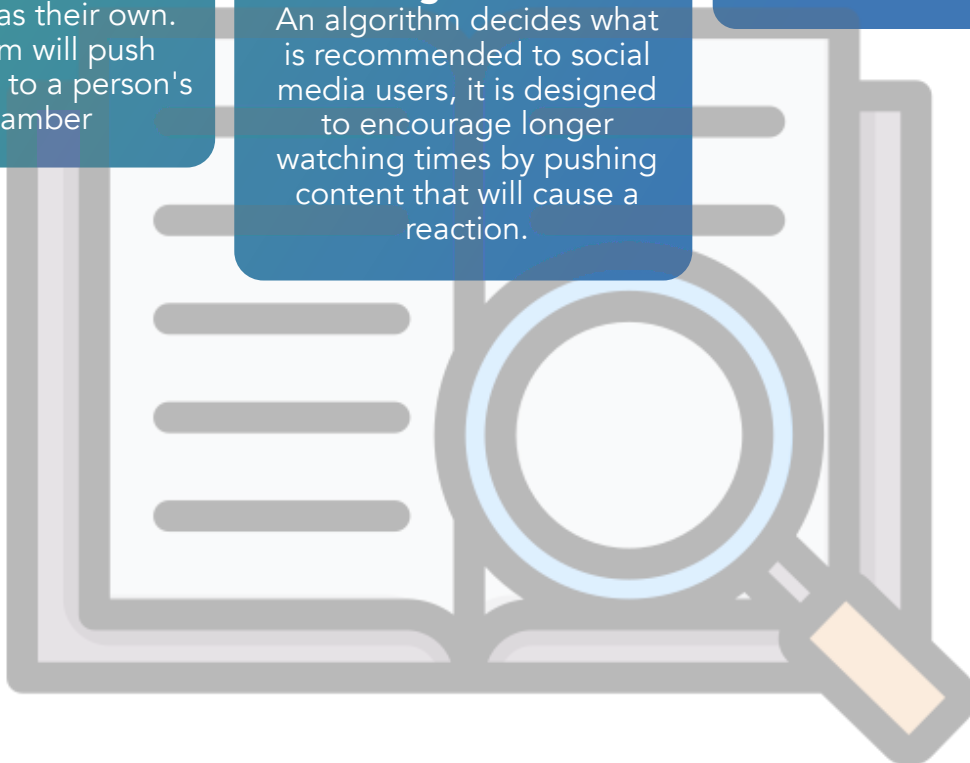 as their own.
m will push
to a person's
amber
An algorithm decides what
is recommended to social
media users, it is designed
to encourage longer
watching times by pushing
content that will cause a
reaction.